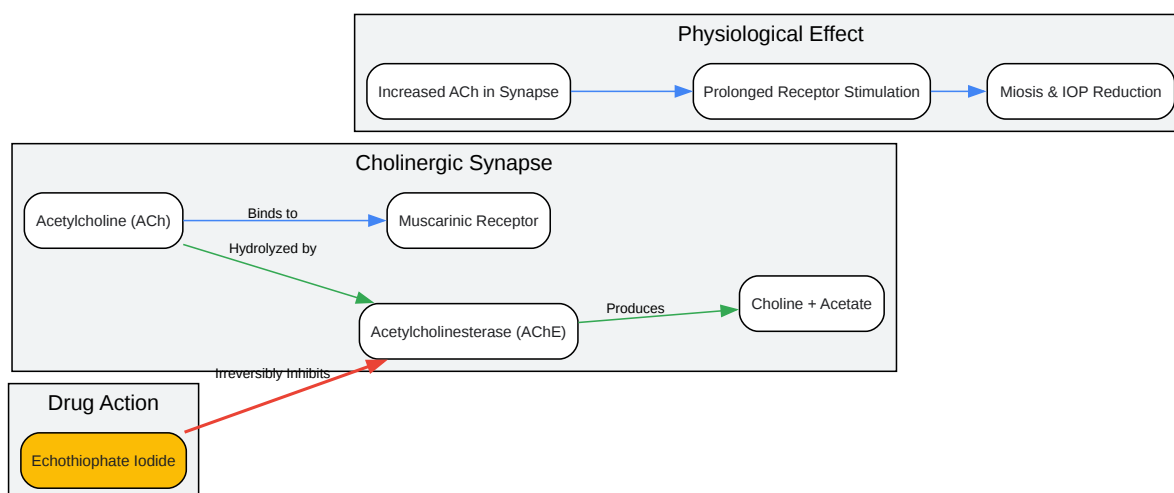 Physiological Effect
Increased ACh in Synapse
Prolonged Receptor Stimulation
Miosis & IOP Reduction
Cholinergic Synapse
Acetylcholine (ACh)
Binds to
Muscarinic Receptor
Hydrolyzed by
Acetylcholinesterase (AChE)
Produces
Choline + Acetate
Irreversibly Inhibits
Drug Action
Echothiophate Iodide